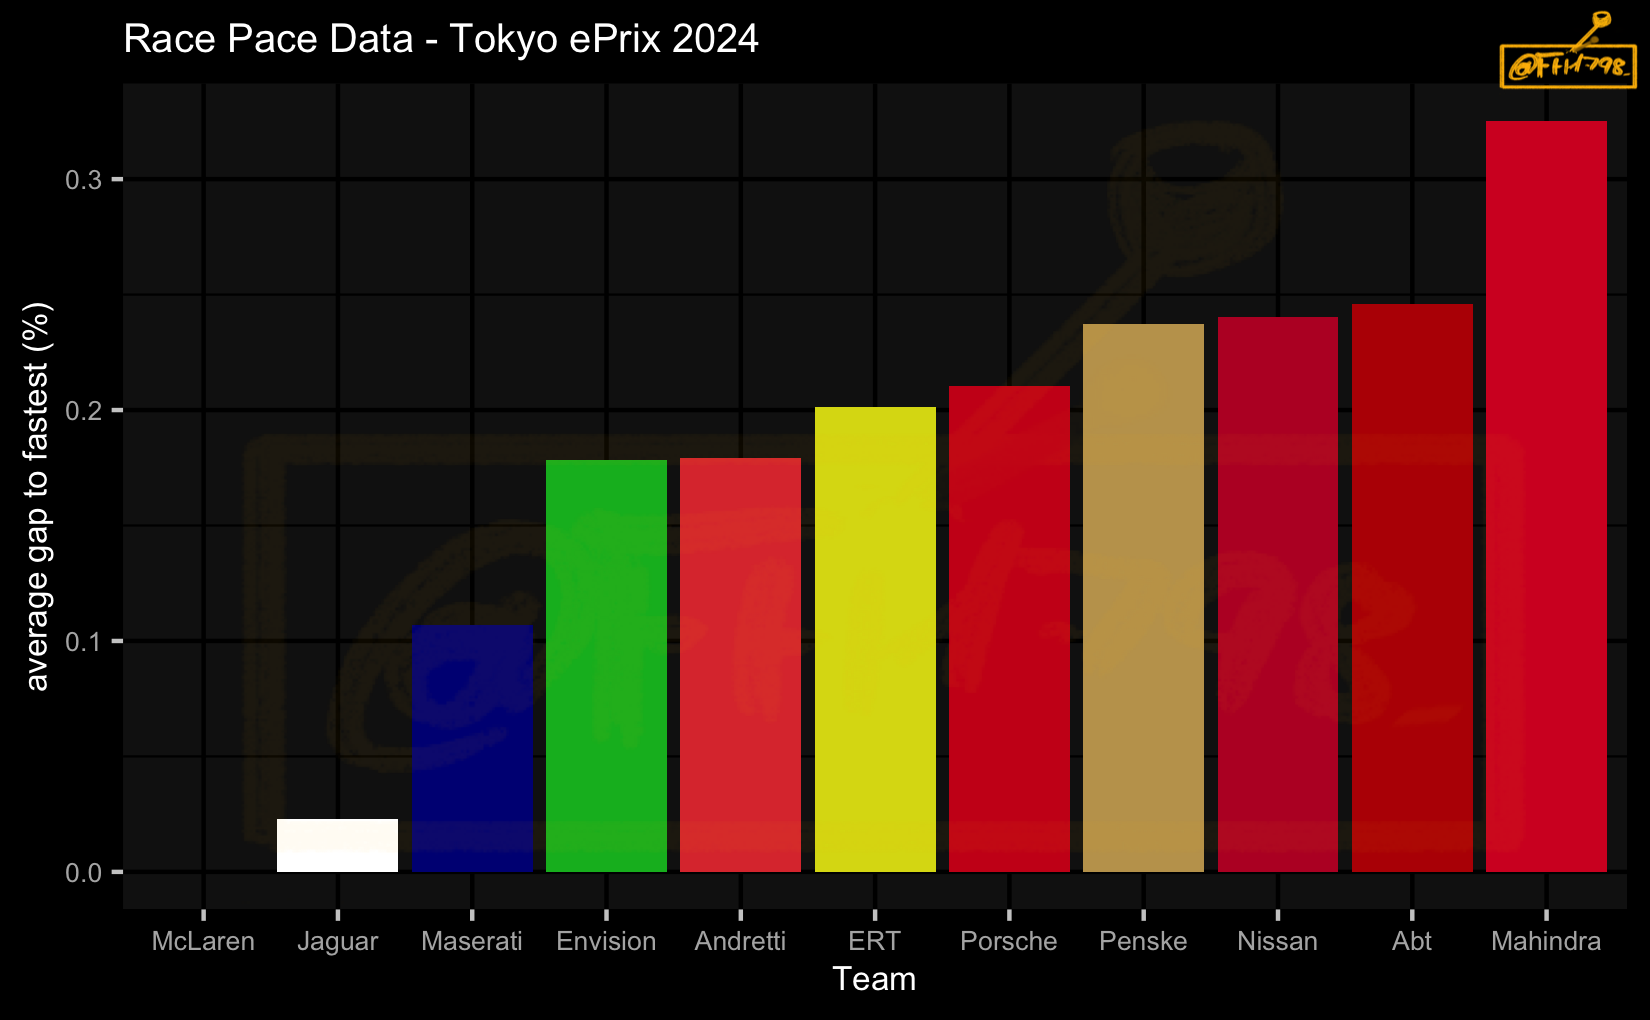 Race Pace Data - Tokyo ePrix 2024
@FFH798_
average gap to fastest (%)
0.3
0.2
0.1
0.0
McLaren Jaguar Maserati Envision Andretti ERT Porsche Penske Nissan Abt Mahindra
Team